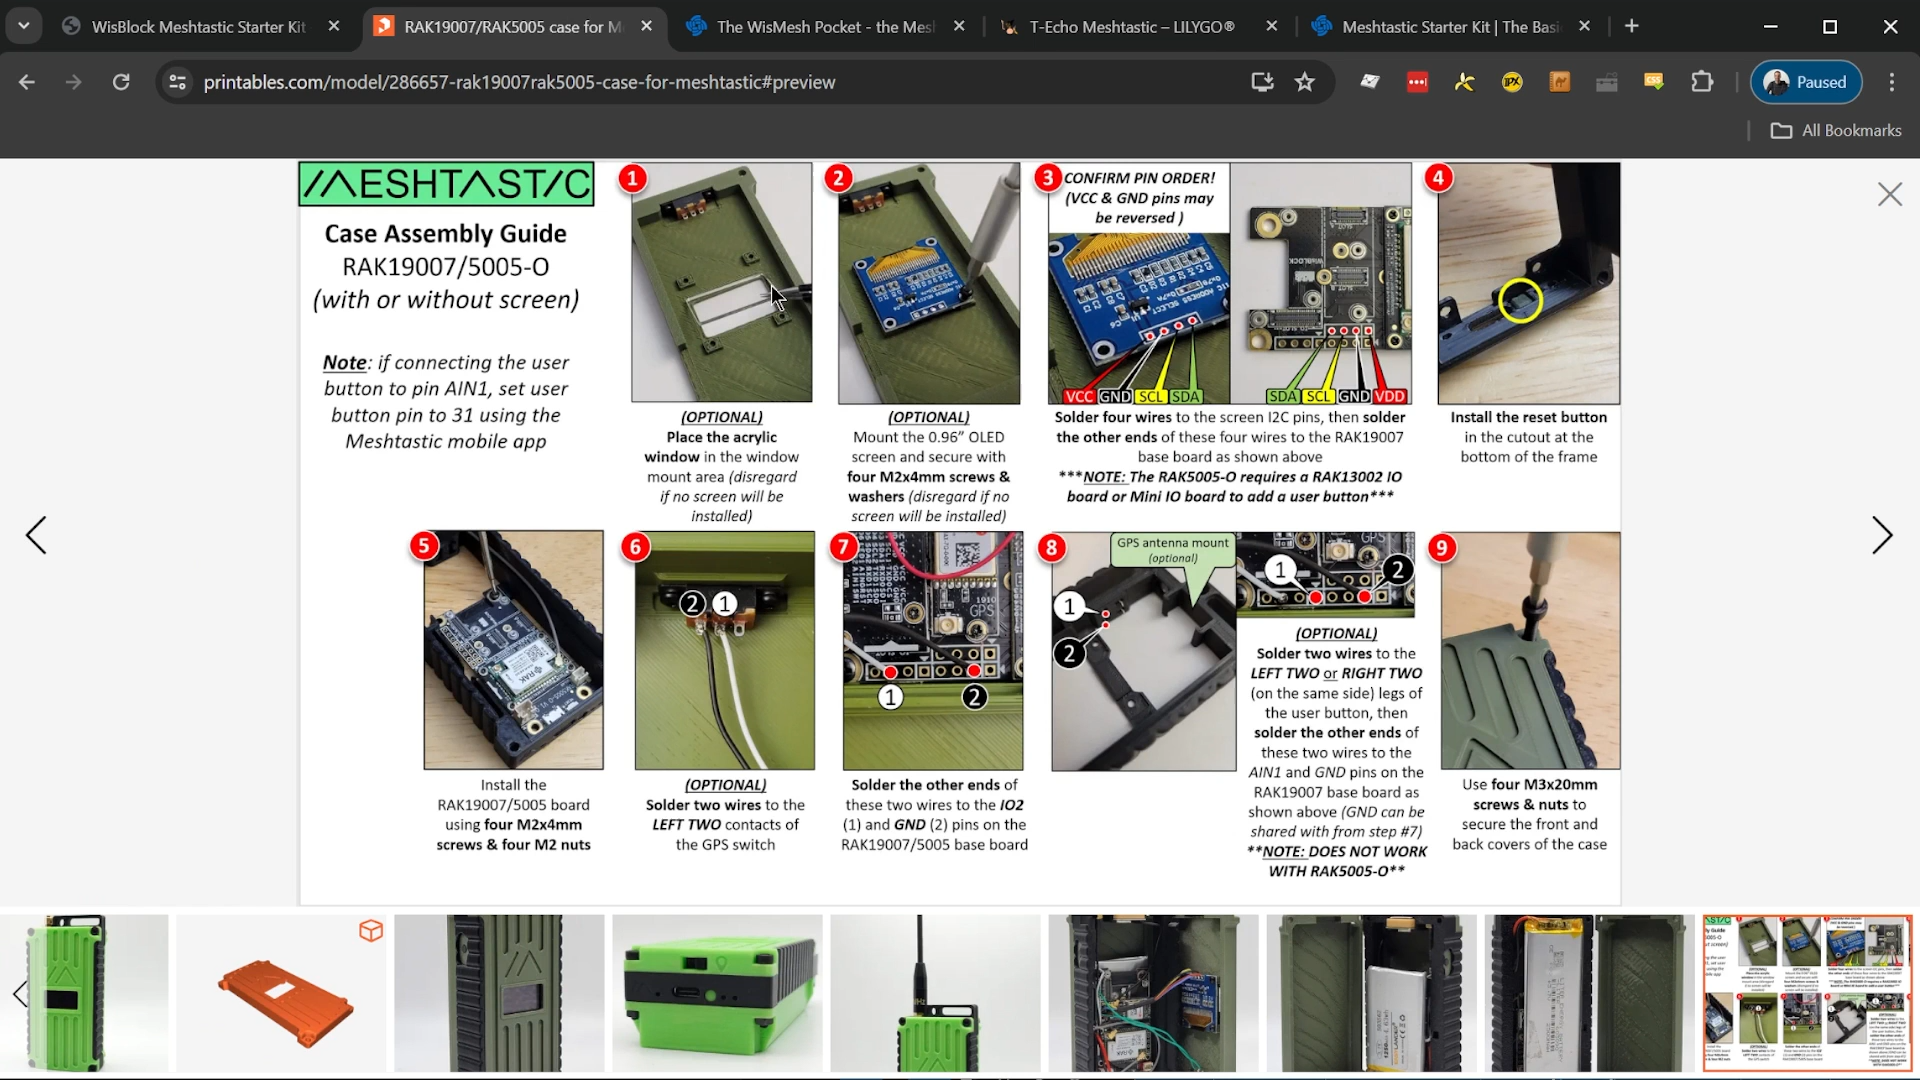 WisBlock Meshtastic Starter Kit
RAK19007/RAK5005 case for M
The WisMesh Pocket - the Mesh
T-Echo Meshtastic – LILYGO®
Meshtastic Starter Kit | The Basi
printables.com/model/286657-rak19007rak5005-case-for-meshtastic#preview
Paused
All Bookmarks
MESHTASTIC
Case Assembly Guide
RAK19007/5005-O
(with or without screen)
Note: if connecting the user
button to pin AIN1, set user
button pin to 31 using the
Meshtastic mobile app
1
(OPTIONAL)
Place the acrylic
window in the window
mount area (disregard
if no screen will be
installed)
2
(OPTIONAL)
Mount the 0.96” OLED
screen and secure with
four M2x4mm screws &
washers (disregard if no
screen will be installed)
3
CONFIRM PIN ORDER!
(VCC & GND pins may
be reversed )
VCC GND SCL SDA
SDA SCL GND VDD
Solder four wires to the screen I2C pins, then solder
the other ends of these four wires to the RAK19007
base board as shown above
***NOTE: The RAK5005-O requires a RAK13002 IO
board or Mini IO board to add a user button***
4
Install the reset button
in the cutout at the
bottom of the frame
5
Install the
RAK19007/5005 board
using four M2x4mm
screws & four M2 nuts
6
2 1
(OPTIONAL)
Solder two wires to the
LEFT TWO contacts of
the GPS switch
7
1910
GPS
1 2
Solder the other ends of
these two wires to the IO2
(1) and GND (2) pins on the
RAK19007/5005 base board
8
GPS antenna mount
(optional)
1
2
1 2
(OPTIONAL)
Solder two wires to the
LEFT TWO or RIGHT TWO
(on the same side) legs of
the user button, then
solder the other ends of
these two wires to the
AIN1 and GND pins on the
RAK19007 base board as
shown above (GND can be
shared with from step #7)
**NOTE: DOES NOT WORK
WITH RAK5005-O**
9
Use four M3x20mm
screws & nuts to
secure the front and
back covers of the case